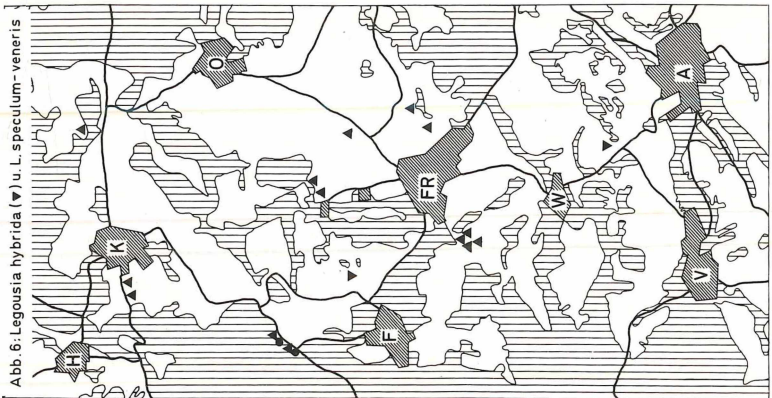 Abb. 6: Legousia hybrida (▼) u. L. speculum-veneris
H
K
O
F
FR
W
V
A